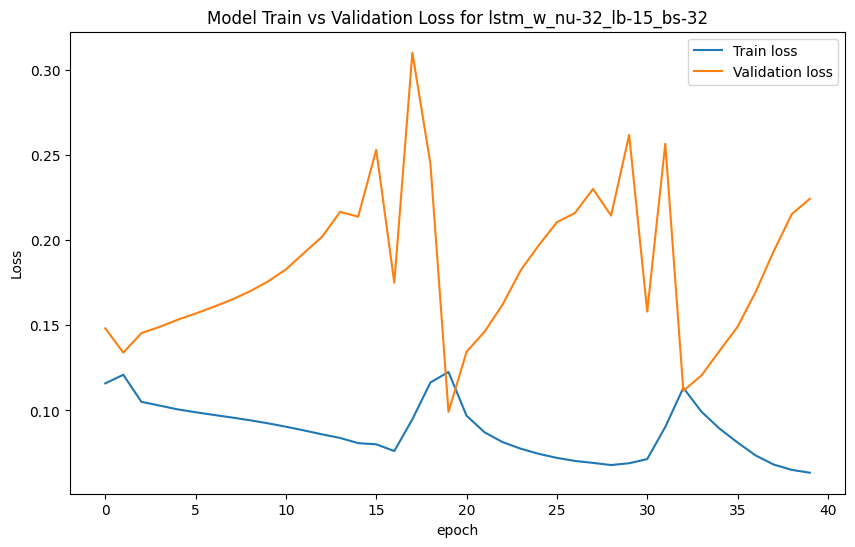 Model Train vs Validation Loss for lstm_w_nu-32_lb-15_bs-32
Train loss
Validation loss
0.30
0.25
0.20
0.15
0.10
Loss
0 5 10 15 20 25 30 35 40
epoch